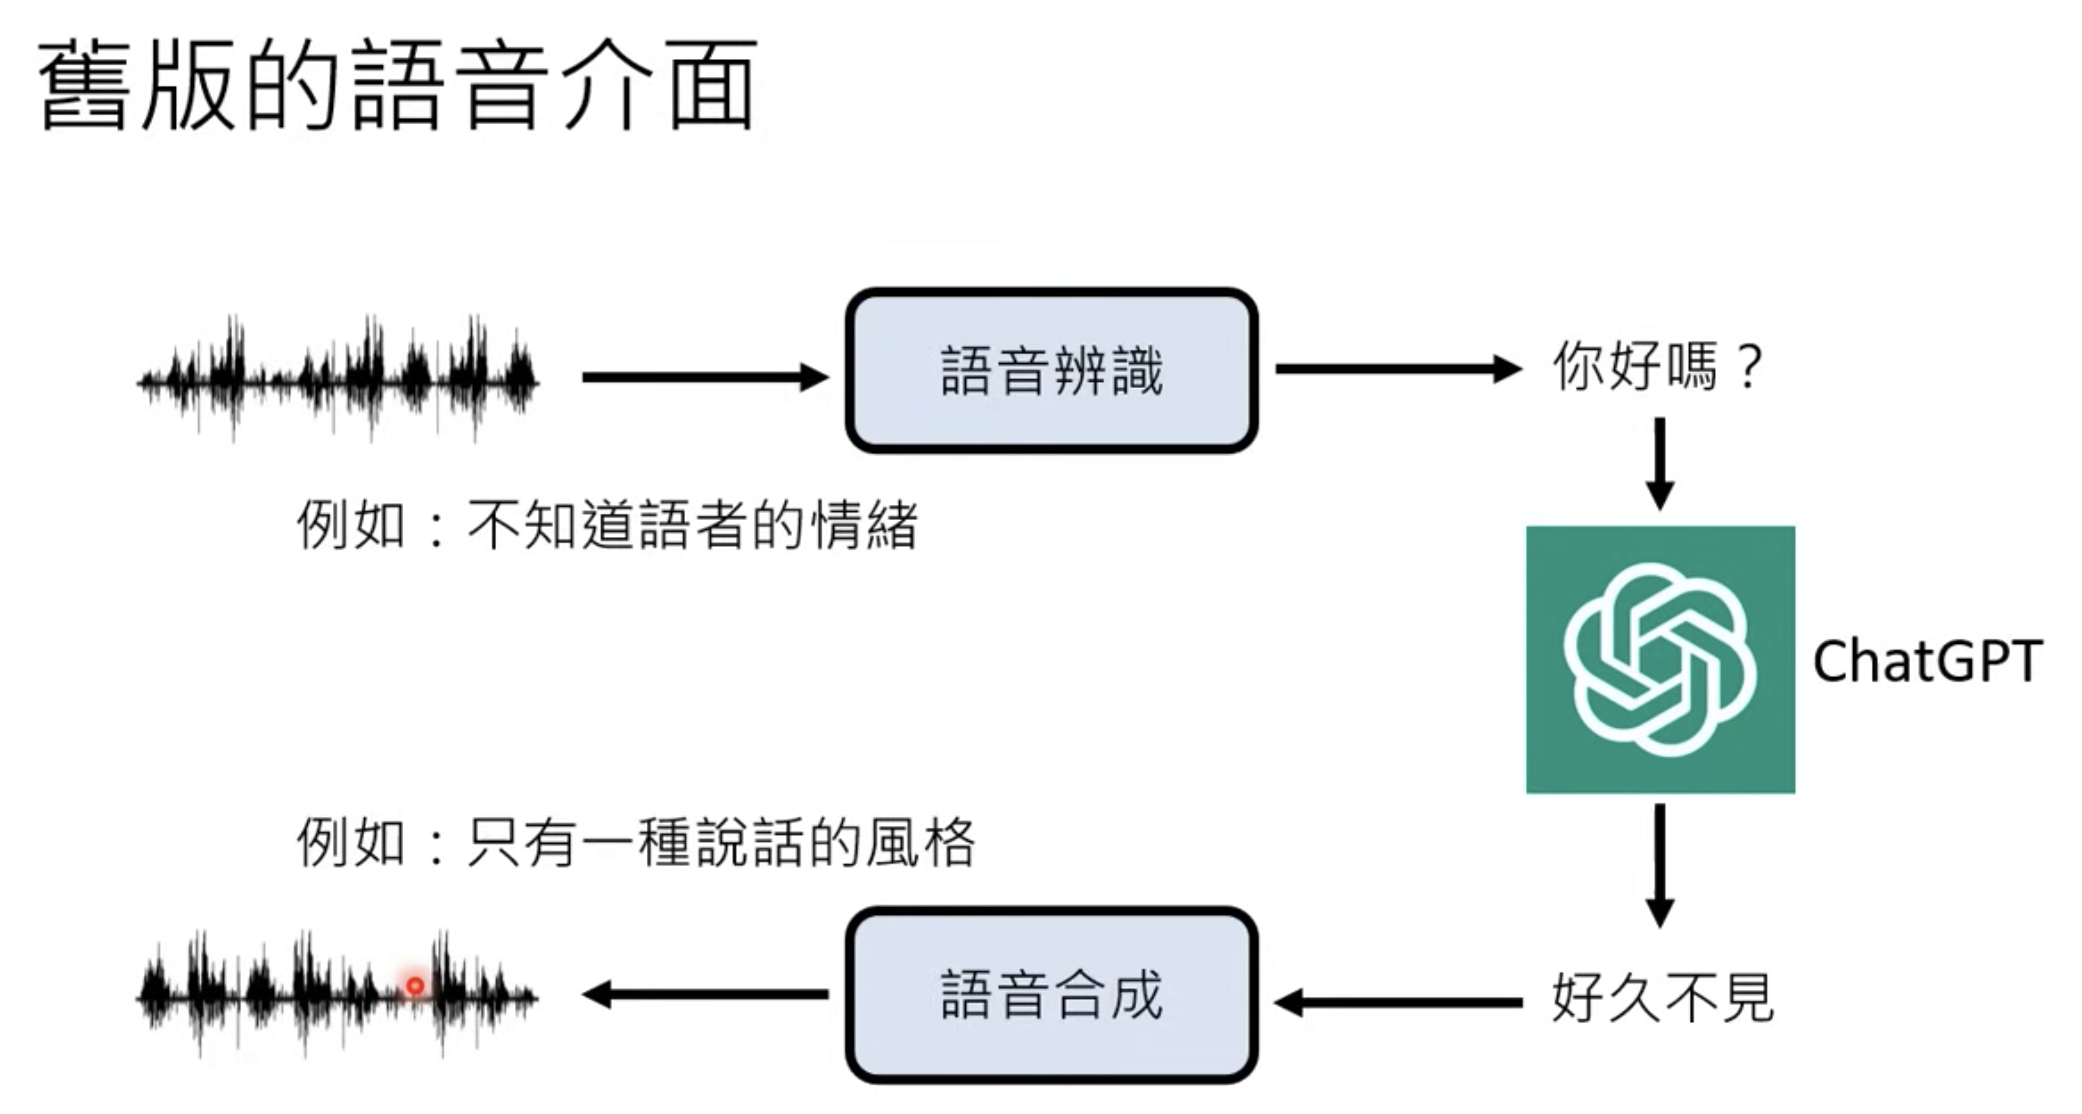 舊版的語音介面
語音辨識
你好嗎？
例如：不知道語者的情緒
ChatGPT
例如：只有一種說話的風格
語音合成
好久不見